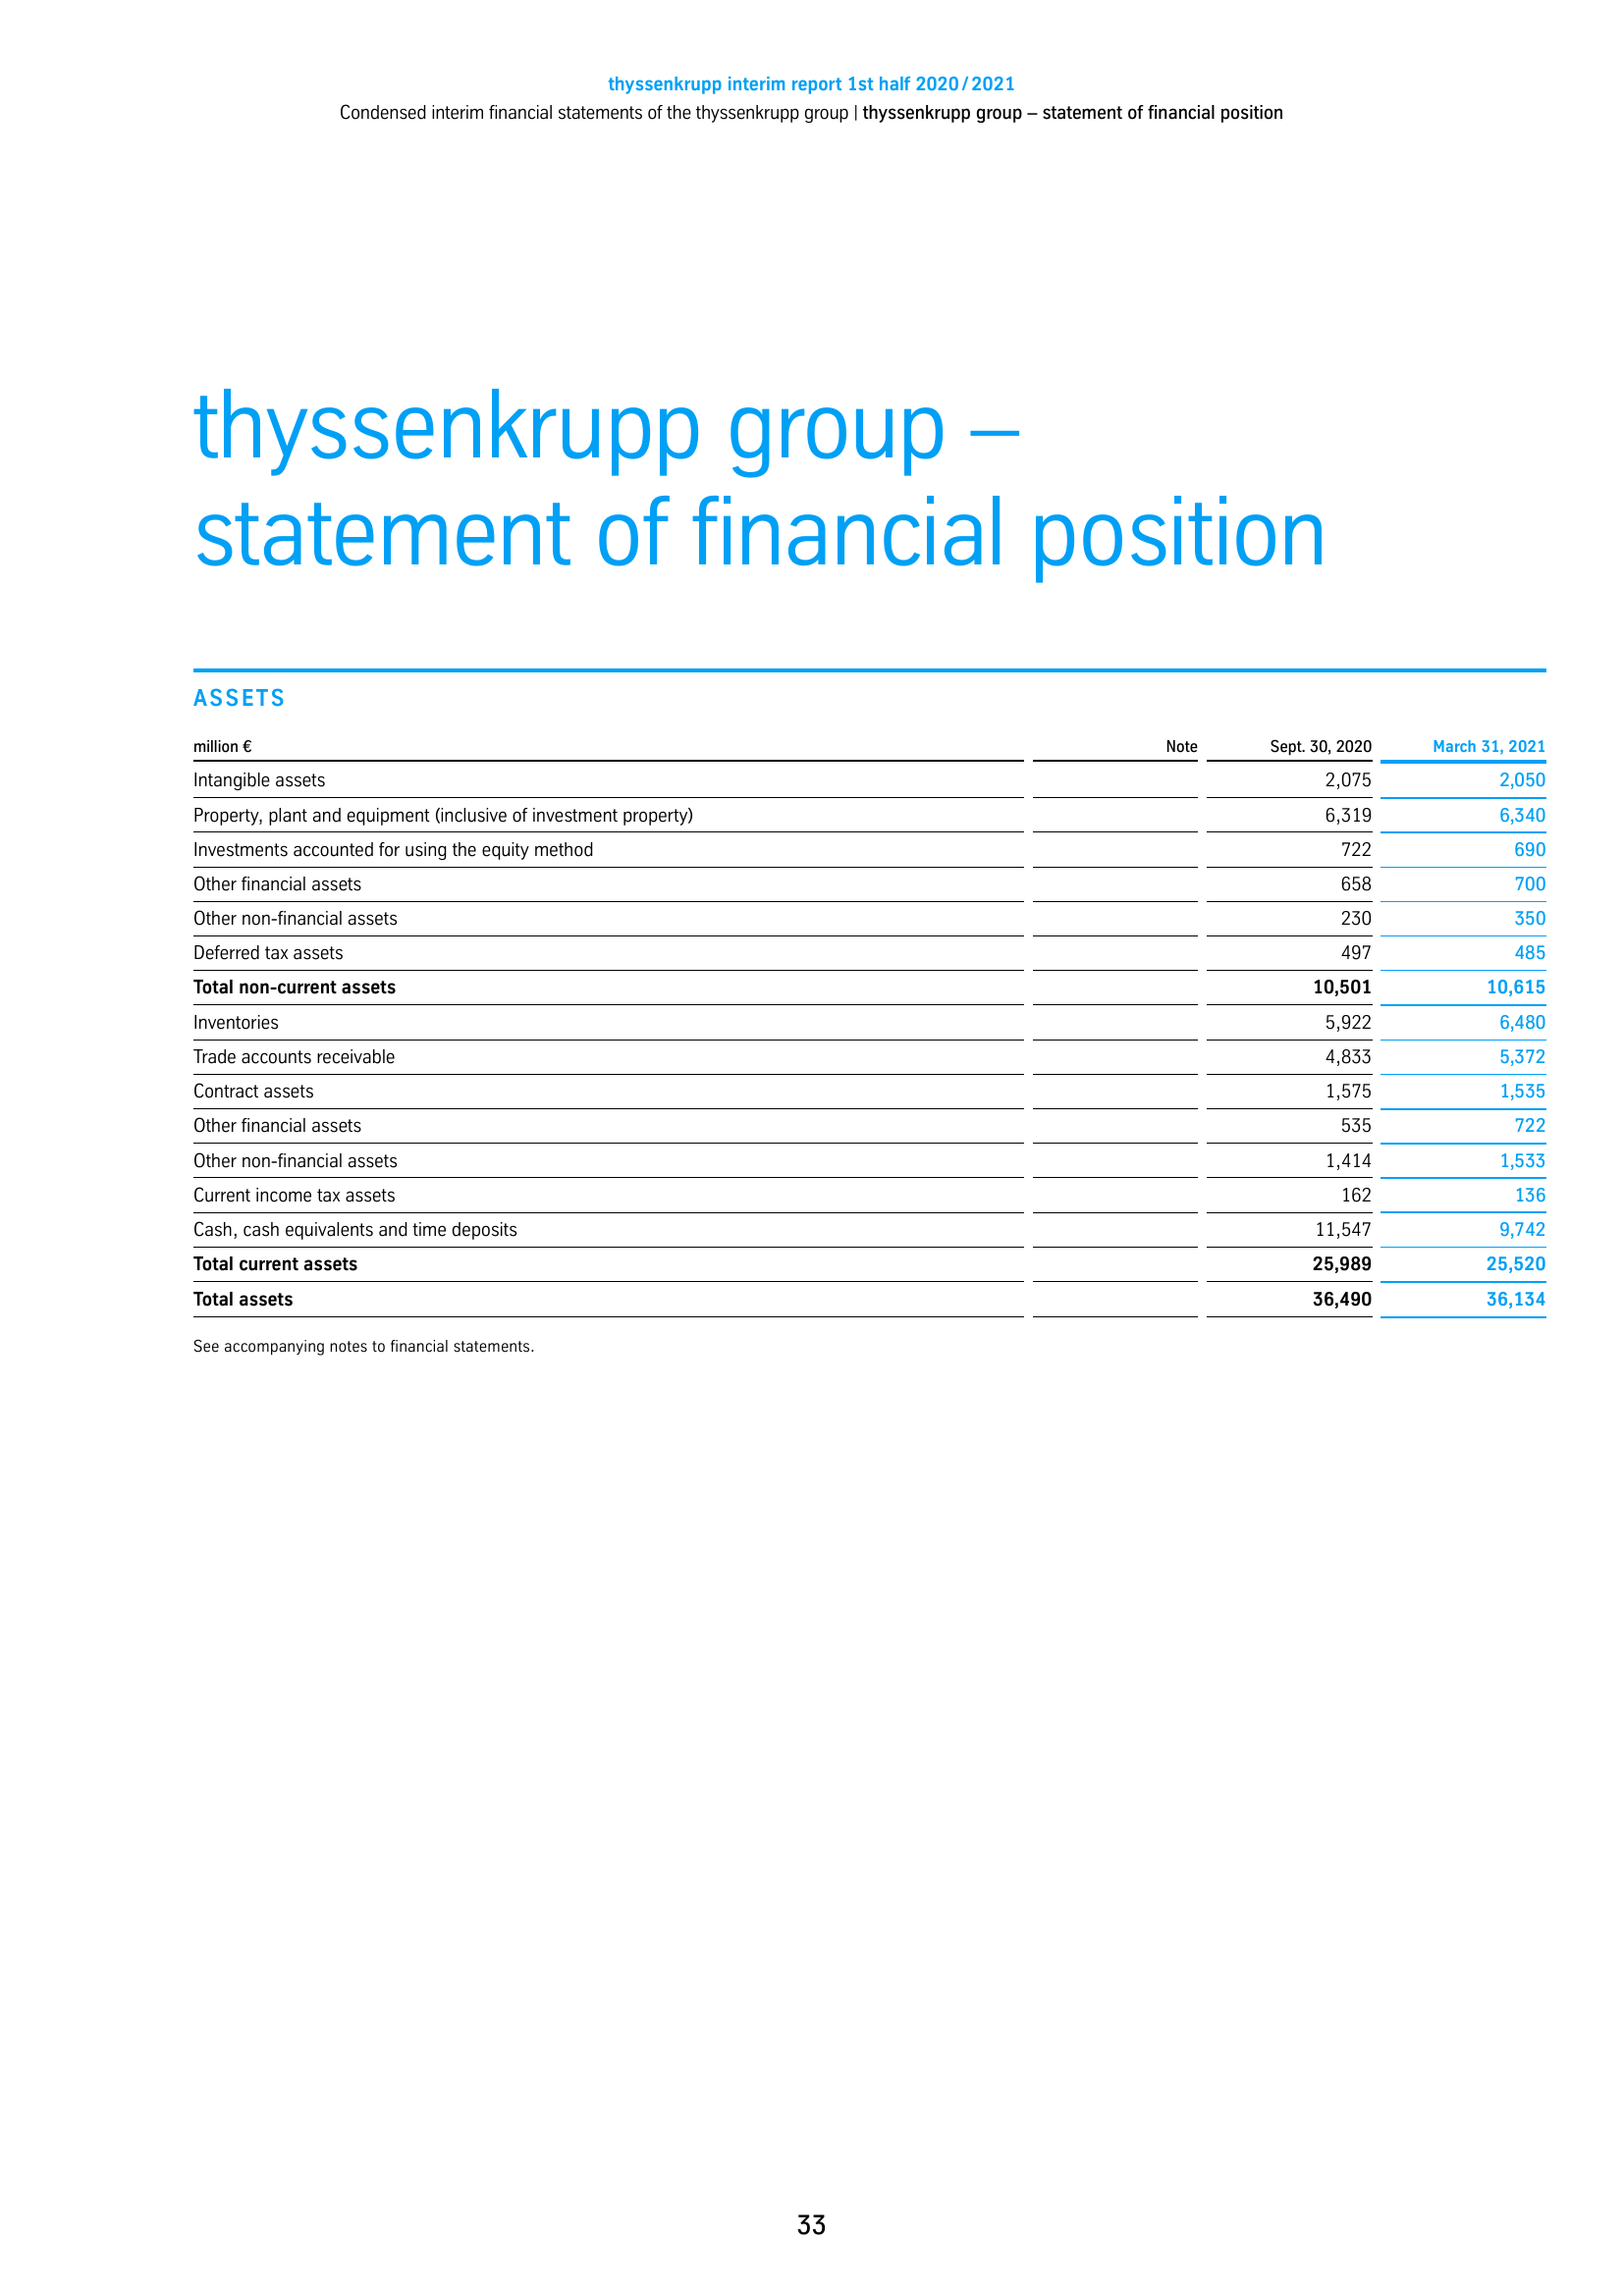 thyssenkrupp interim report 1st half 2020 / 2021
Condensed interim financial statements of the thyssenkrupp group | thyssenkrupp group – statement of financial position
thyssenkrupp group –
statement of financial position
ASSETS
million € Note Sept. 30, 2020 March 31, 2021
Intangible assets 2,075 2,050
Property, plant and equipment (inclusive of investment property) 6,319 6,340
Investments accounted for using the equity method 722 690
Other financial assets 658 700
Other non-financial assets 230 350
Deferred tax assets 497 485
Total non-current assets 10,501 10,615
Inventories 5,922 6,480
Trade accounts receivable 4,833 5,372
Contract assets 1,575 1,535
Other financial assets 535 722
Other non-financial assets 1,414 1,533
Current income tax assets 162 136
Cash, cash equivalents and time deposits 11,547 9,742
Total current assets 25,989 25,520
Total assets 36,490 36,134
See accompanying notes to financial statements.
33